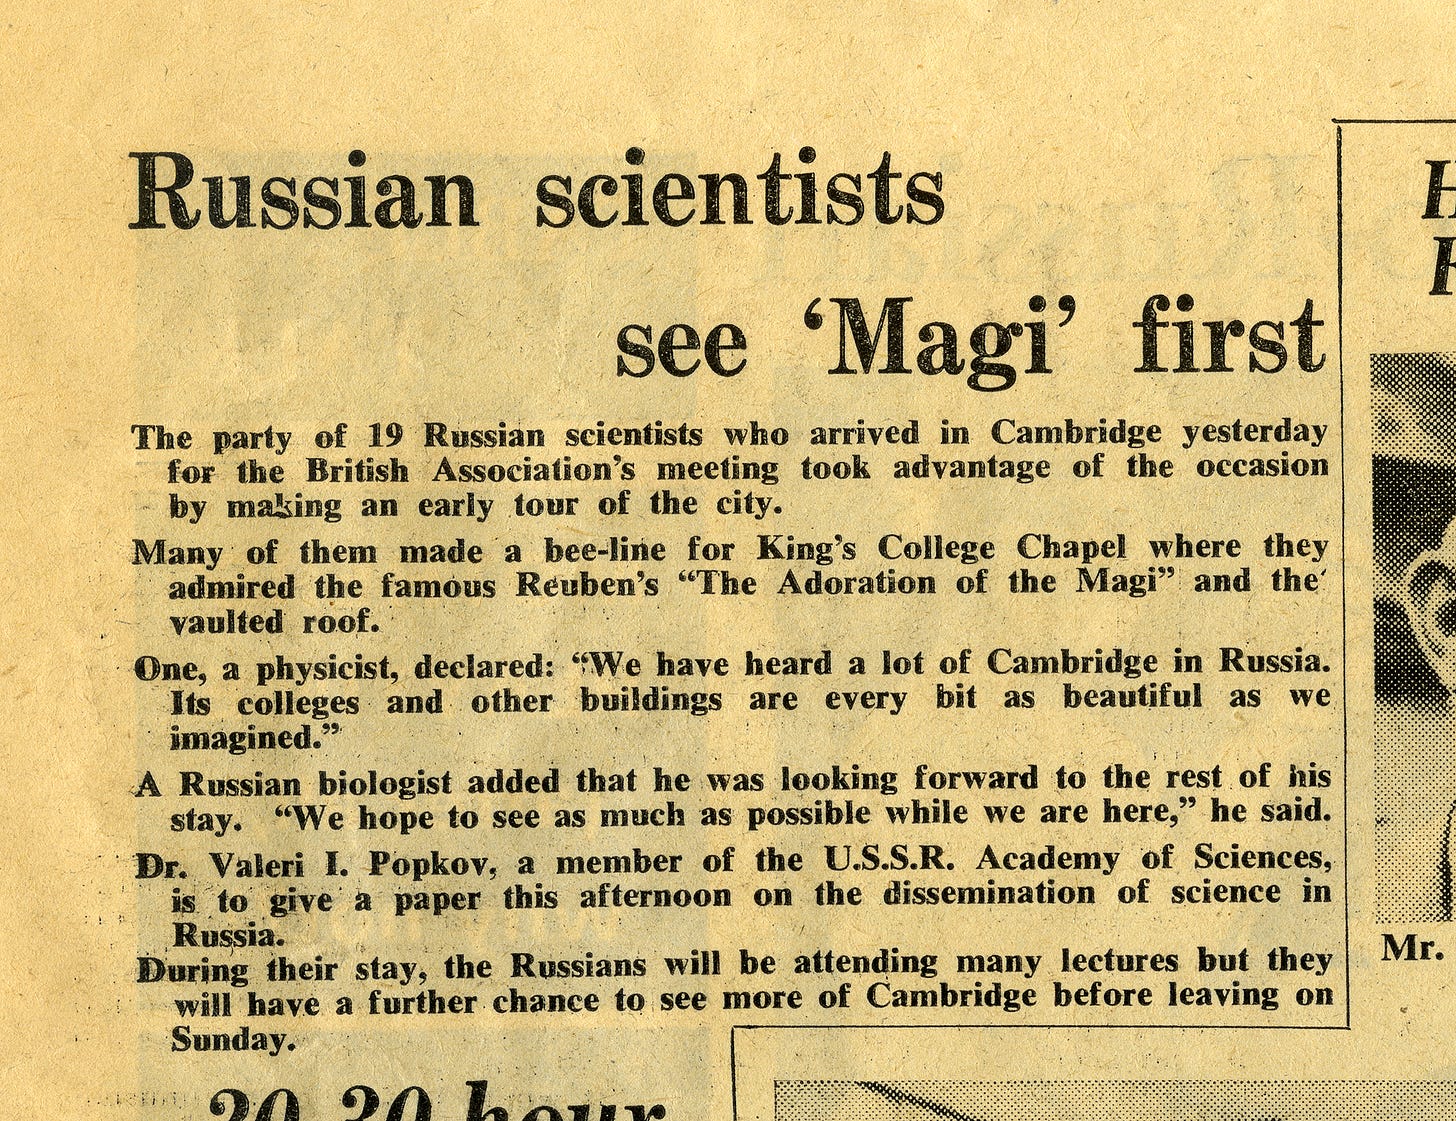 Russian scientists
see ‘Magi’ first
The party of 19 Russian scientists who arrived in Cambridge yesterday
for the British Association’s meeting took advantage of the occasion
by making an early tour of the city.
Many of them made a bee-line for King’s College Chapel where they
admired the famous Reuben’s “The Adoration of the Magi” and the
vaulted roof.
One, a physicist, declared: “We have heard a lot of Cambridge in Russia.
Its colleges and other buildings are every bit as beautiful as we
imagined.”
A Russian biologist added that he was looking forward to the rest of his
stay. “We hope to see as much as possible while we are here,” he said.
Dr. Valeri I. Popkov, a member of the U.S.S.R. Academy of Sciences,
is to give a paper this afternoon on the dissemination of science in
Russia.
During their stay, the Russians will be attending many lectures but they
will have a further chance to see more of Cambridge before leaving on
Sunday.
Mr.
20-30 hour